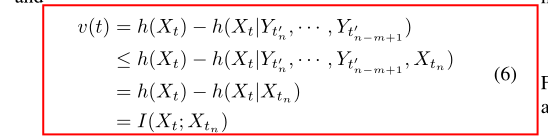 and
v(t) = h(X_t) − h(X_t|Y_{t′_n}, ⋯ , Y_{t′_{n−m+1}})
≤ h(X_t) − h(X_t|Y_{t′_n}, ⋯ , Y_{t′_{n−m+1}}, X_{t_n})
= h(X_t) − h(X_t|X_{t_n})
= I(X_t; X_{t_n})
(6)